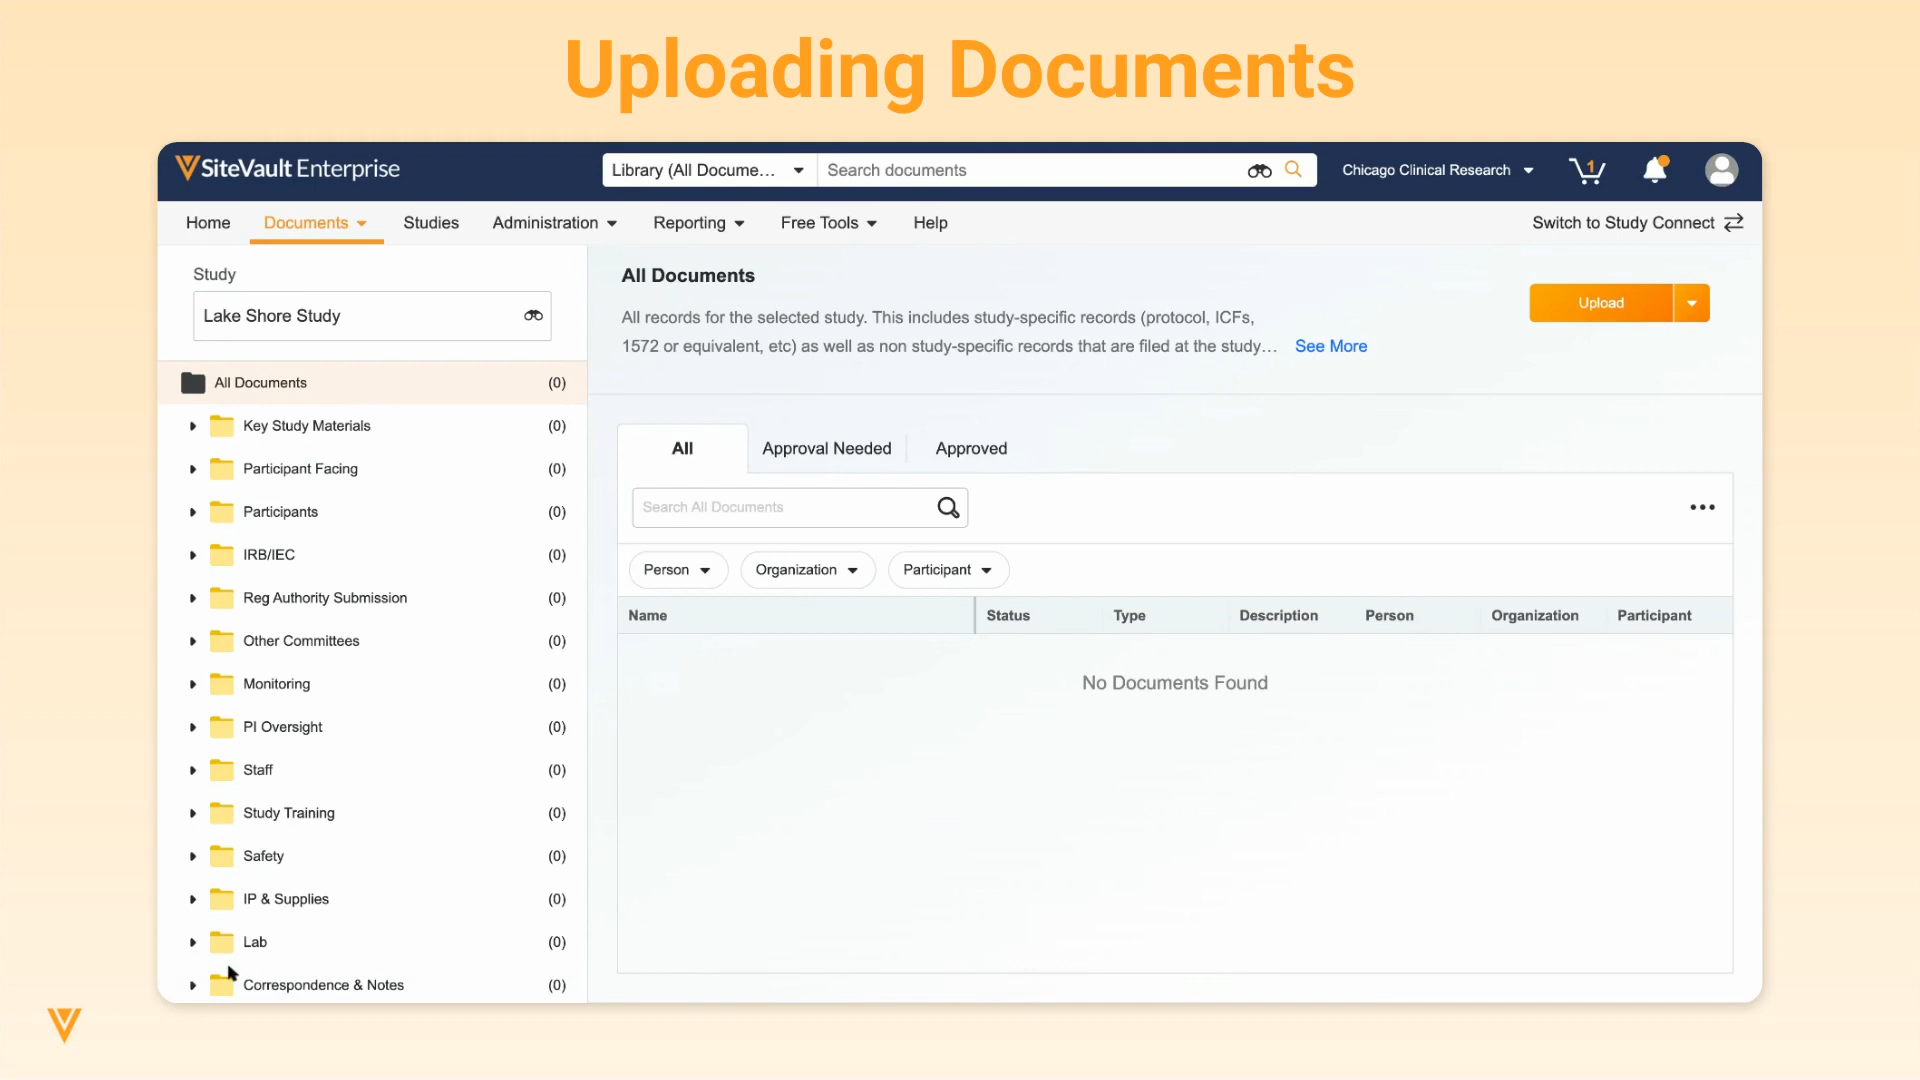 Uploading Documents
SiteVault Enterprise
Library (All Docume...
Search documents
Chicago Clinical Research
1
Home
Documents
Studies
Administration
Reporting
Free Tools
Help
Switch to Study Connect
Study
Lake Shore Study
All Documents (0)
Key Study Materials (0)
Participant Facing (0)
Participants (0)
IRB/IEC (0)
Reg Authority Submission (0)
Other Committees (0)
Monitoring (0)
PI Oversight (0)
Staff (0)
Study Training (0)
Safety (0)
IP & Supplies (0)
Lab (0)
Correspondence & Notes (0)
All Documents
All records for the selected study. This includes study-specific records (protocol, ICFs,
1572 or equivalent, etc) as well as non study-specific records that are filed at the study... See More
Upload
All
Approval Needed
Approved
Search All Documents
Person
Organization
Participant
Name Status Type Description Person Organization Participant
No Documents Found